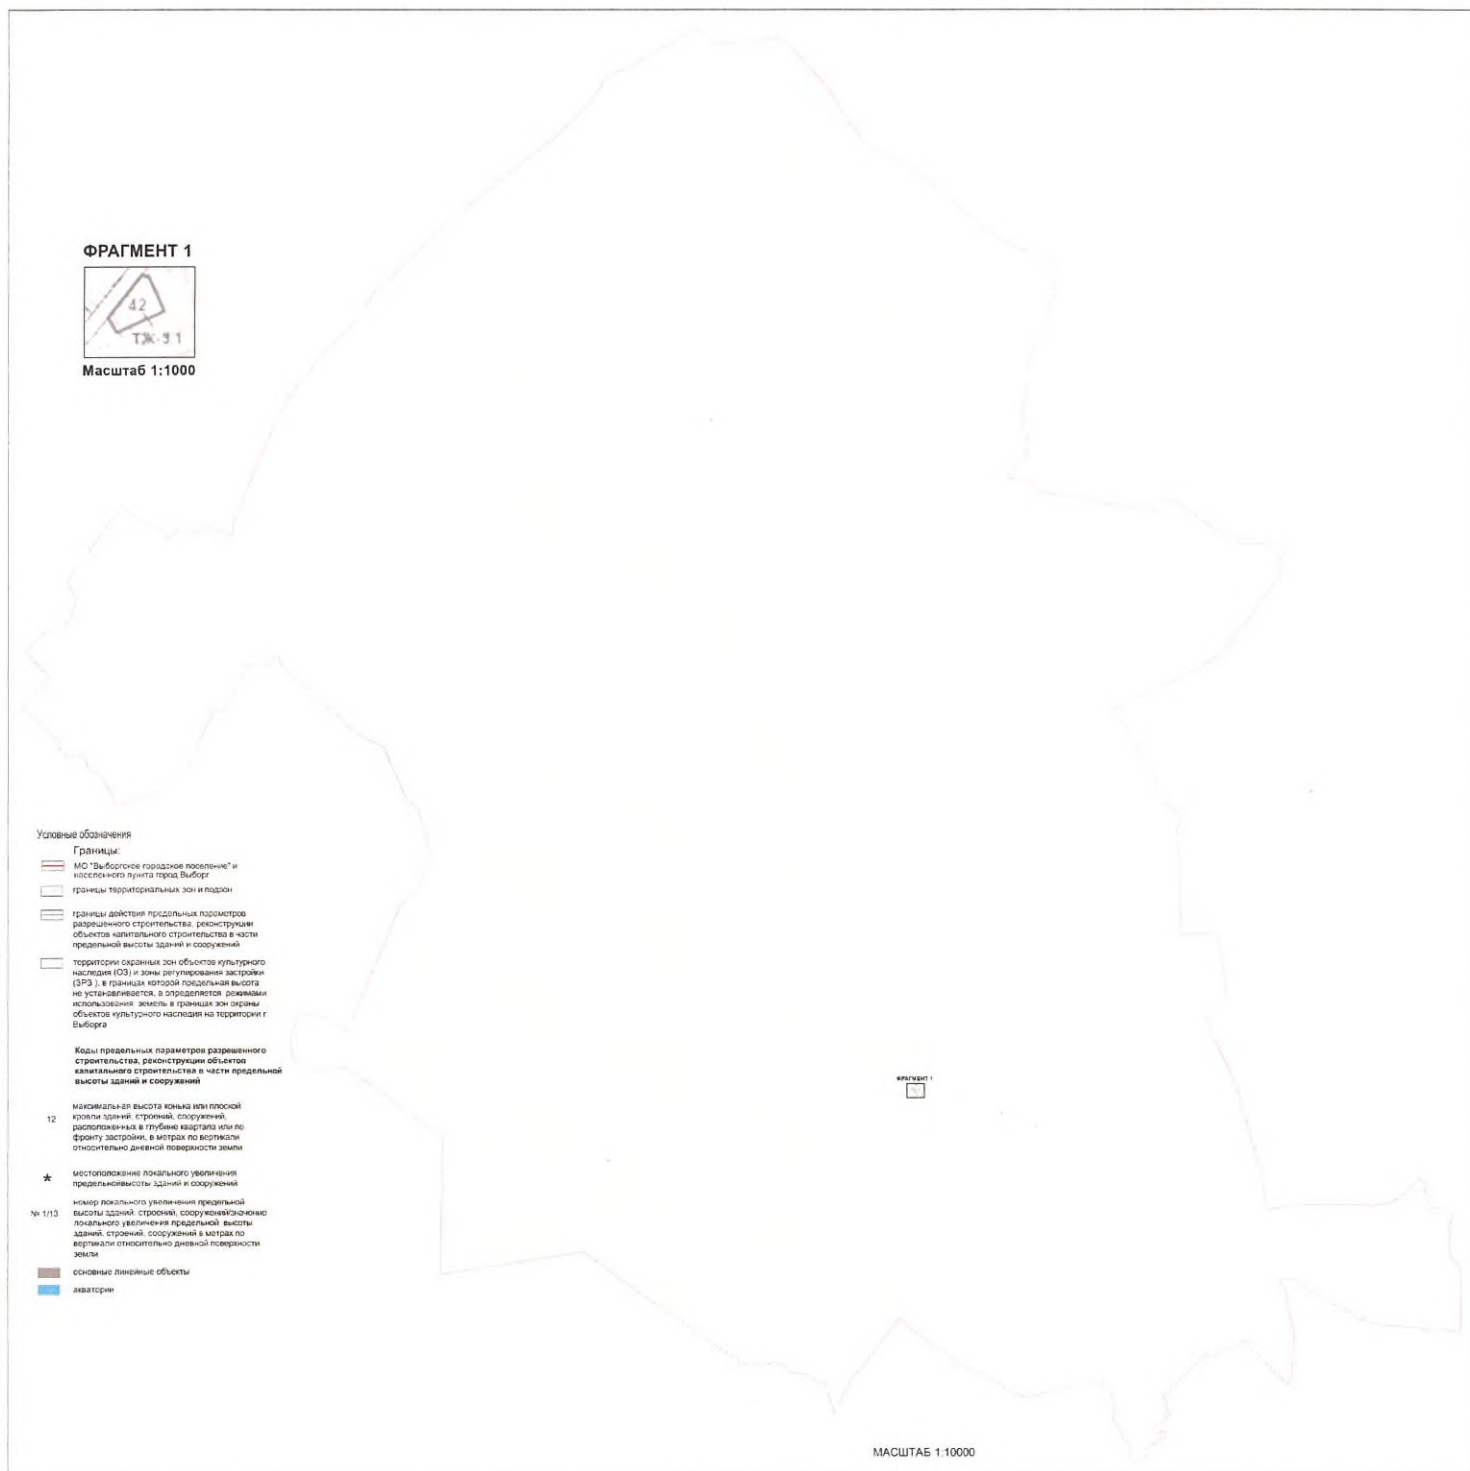 ФРАГМЕНТ 1
42
ТЖ-3.1
Масштаб 1:1000
Условные обозначения
Границы:
МО "Выборгское городское поселение" и
населенного пункта город Выборг
границы территориальных зон и подзон
границы действия предельных параметров
разрешенного строительства, реконструкции
объектов капитального строительства в части
предельной высоты зданий и сооружений
территории охранных зон объектов культурного
наследия (ОЗ) и зоны регулирования застройки
(ЗРЗ ), в границах которой предельная высота
не устанавливается, а определяется режимами
использования земель в границах зон охраны
объектов культурного наследия на территории г.
Выборга
Коды предельных параметров разрешенного
строительства, реконструкции объектов
капитального строительства в части предельной
высоты зданий и сооружений
12
максимальная высота конька или плоской
кровли зданий, строений, сооружений,
расположенных в глубине квартала или по
фронту застройки, в метрах по вертикали
относительно дневной поверхности земли
*
местоположение локального увеличения
предельнойвысоты зданий и сооружений
№ 1/13
номер локального увеличения предельной
высоты зданий, строений, сооружений/значение
локального увеличения предельной высоты
зданий, строений, сооружений в метрах по
вертикали относительно дневной поверхности
земли
основные линейные объекты
акватории
ФРАГМЕНТ 1
МАСШТАБ 1:10000